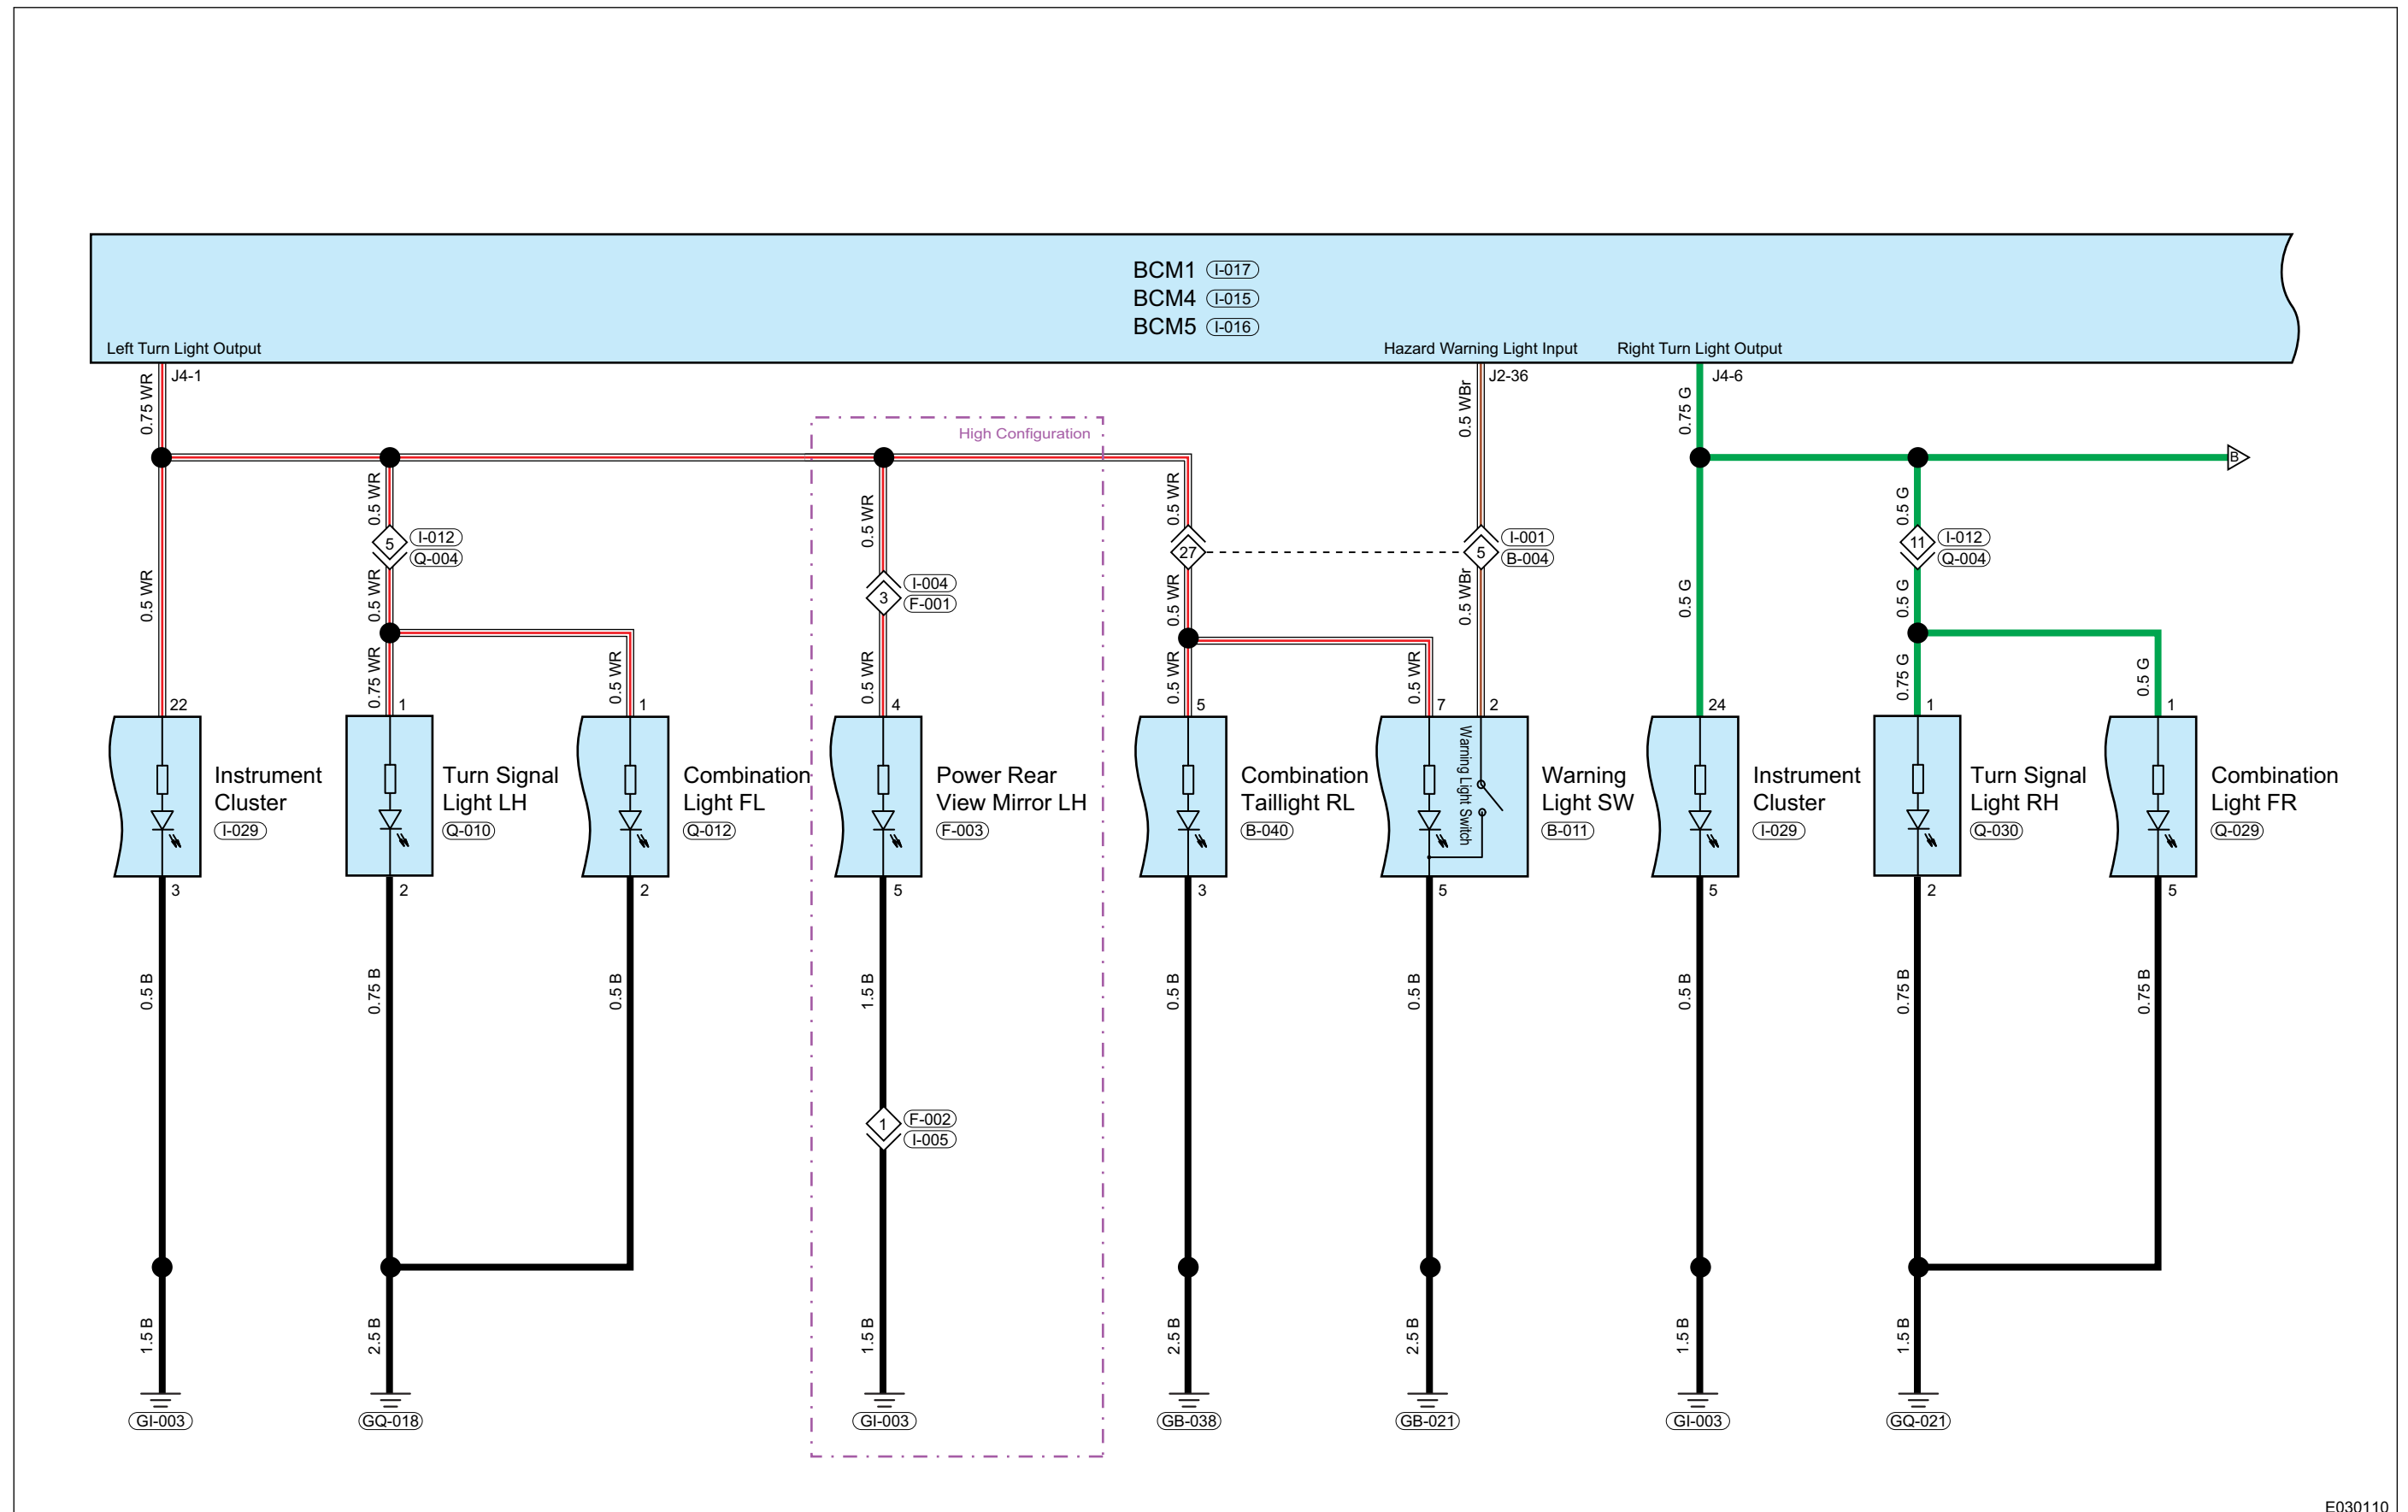 BCM1 I-017
BCM4 I-015
BCM5 I-016
Left Turn Light Output
Hazard Warning Light Input
Right Turn Light Output
J4-1
J2-36
J4-6
0.75 WR
0.5 WBr
0.75 G
High Configuration
B
0.5 WR
0.5 WR
0.5 WR
0.5 G
5
I-012
Q-004
27
5
I-001
B-004
11
I-012
Q-004
3
I-004
F-001
0.5 WR
0.5 WR
0.5 WR
0.5 WBr
0.5 G
0.5 G
0.75 WR
0.5 WR
0.5 WR
0.5 WR
0.5 WR
0.75 G
0.5 G
22
1
1
4
5
7
2
24
1
1
Instrument
Cluster
I-029
Turn Signal
Light LH
Q-010
Combination
Light FL
Q-012
Power Rear
View Mirror LH
F-003
Combination
Taillight RL
B-040
Warning Light Switch
Warning
Light SW
B-011
Instrument
Cluster
I-029
Turn Signal
Light RH
Q-030
Combination
Light FR
Q-029
3
2
2
5
3
5
5
2
5
0.5 B
0.75 B
0.5 B
1.5 B
0.5 B
0.5 B
0.5 B
0.75 B
0.75 B
1
F-002
I-005
1.5 B
2.5 B
1.5 B
2.5 B
2.5 B
1.5 B
1.5 B
GI-003
GQ-018
GI-003
GB-038
GB-021
GI-003
GQ-021
E030110